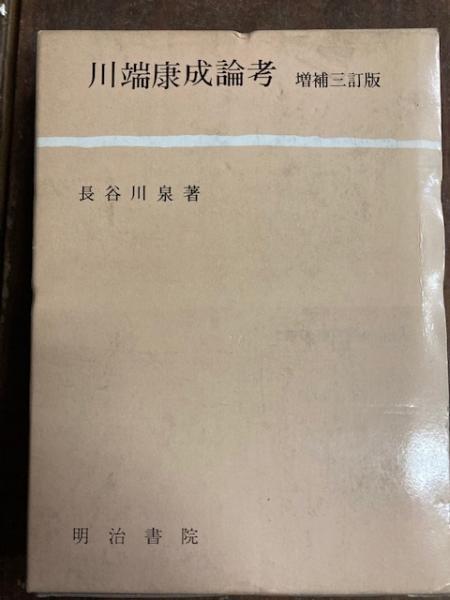 川端康成論考 増補三訂版
長谷川泉著
明治書院